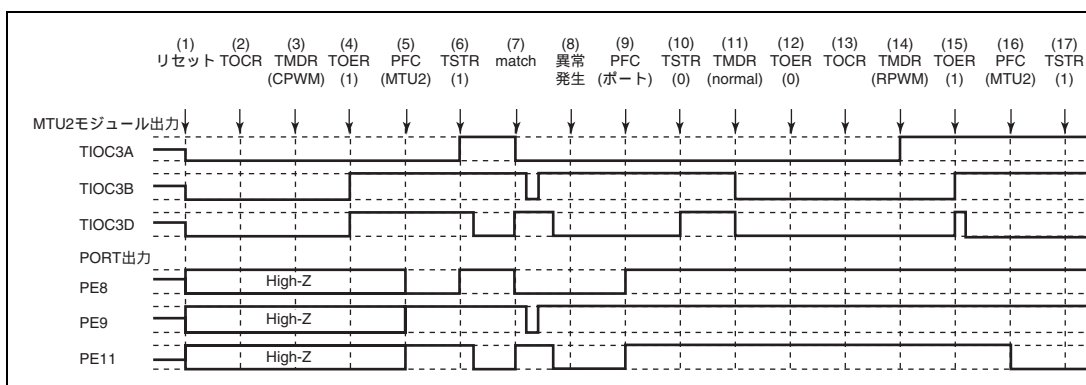 (1) (2) (3) (4) (5) (6) (7) (8) (9) (10) (11) (12) (13) (14) (15) (16) (17)
リセット TOCR TMDR TOER PFC TSTR match 異常 PFC TSTR TMDR TOER TOCR TMDR TOER PFC TSTR
(CPWM) (1) (MTU2) (1) 発生 (ポート) (0) (normal) (0) (RPWM) (1) (MTU2) (1)
MTU2モジュール出力
TIOC3A
TIOC3B
TIOC3D
PORT出力
PE8 High-Z
PE9 High-Z
PE11 High-Z